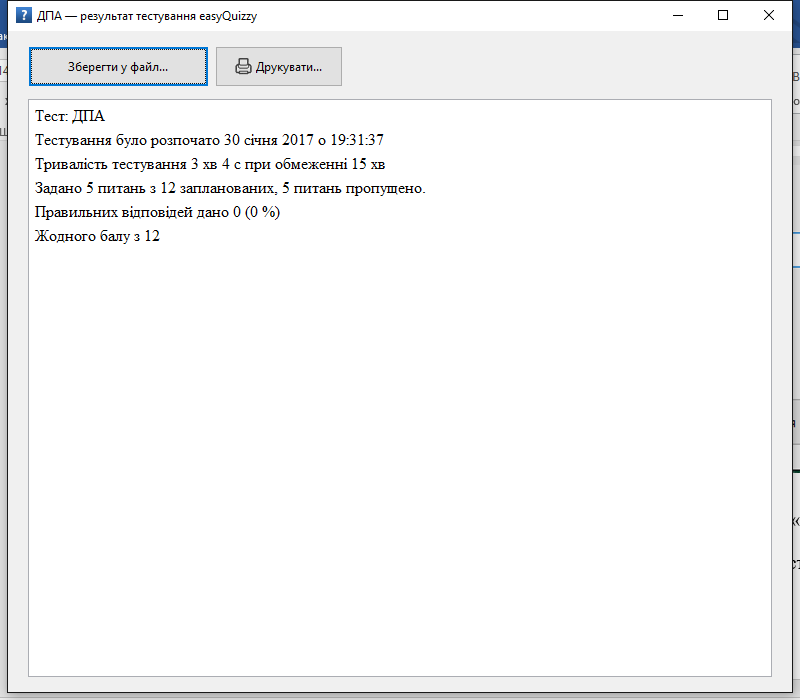 ДПА — результат тестування easyQuizzy
Зберегти у файл...
Друкувати...
Тест: ДПА
Тестування було розпочато 30 січня 2017 о 19:31:37
Тривалість тестування 3 хв 4 с при обмеженні 15 хв
Задано 5 питань з 12 запланованих, 5 питань пропущено.
Правильних відповідей дано 0 (0 %)
Жодного балу з 12